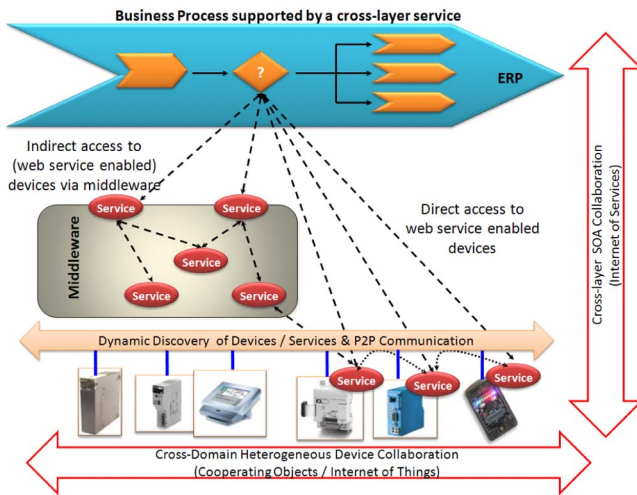 Business Process supported by a cross-layer service
?
ERP
Indirect access to
(web service enabled)
devices via middleware
Direct access to
web service enabled
devices
Middleware
Service
Service
Service
Service
Service
Dynamic Discovery of Devices / Services & P2P Communication
Service
Service
Service
Cross-Domain Heterogeneous Device Collaboration
(Cooperating Objects / Internet of Things)
Cross-layer SOA Collaboration
(Internet of Services)